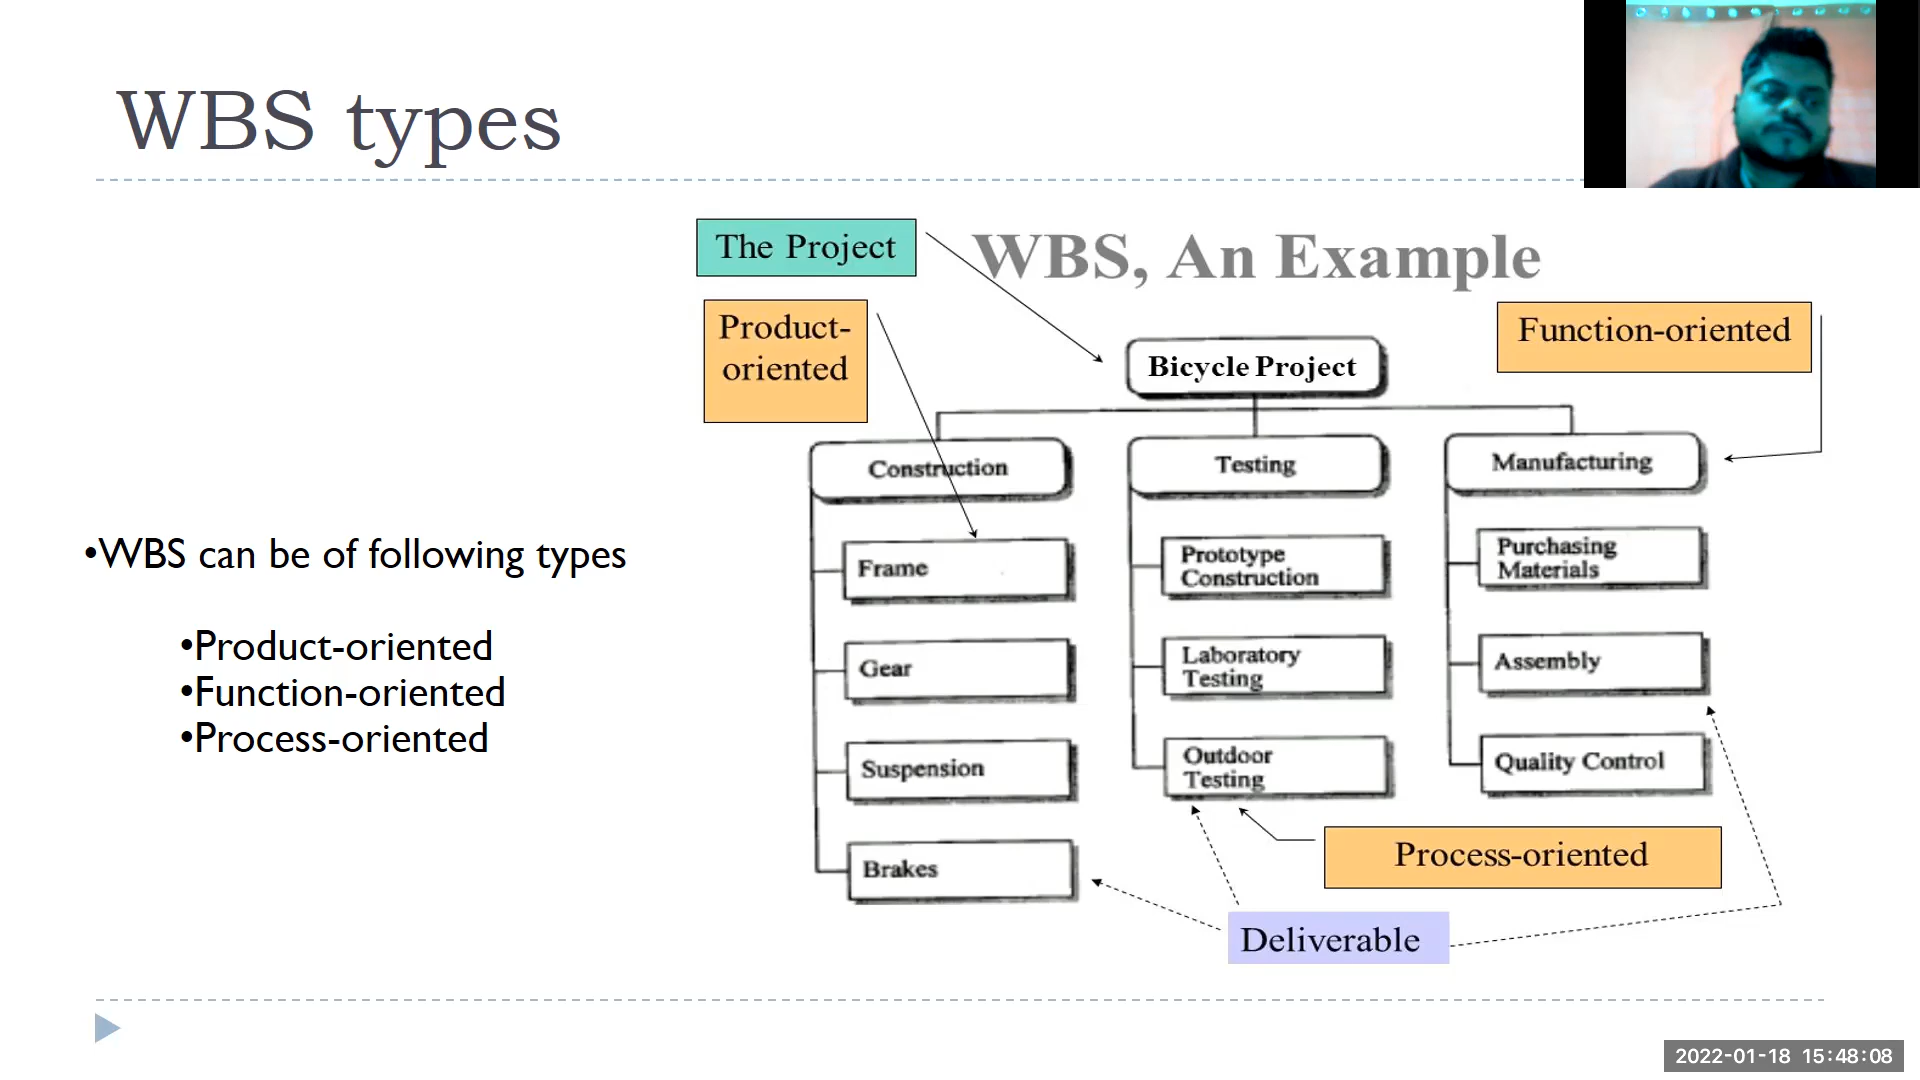 WBS types
•WBS can be of following types
•Product-oriented
•Function-oriented
•Process-oriented
The Project
WBS, An Example
Product-
oriented
Function-oriented
Bicycle Project
Construction
Frame
Gear
Suspension
Brakes
Testing
Prototype
Construction
Laboratory
Testing
Outdoor
Testing
Manufacturing
Purchasing
Materials
Assembly
Quality Control
Process-oriented
Deliverable
2022-01-18 15:48:08